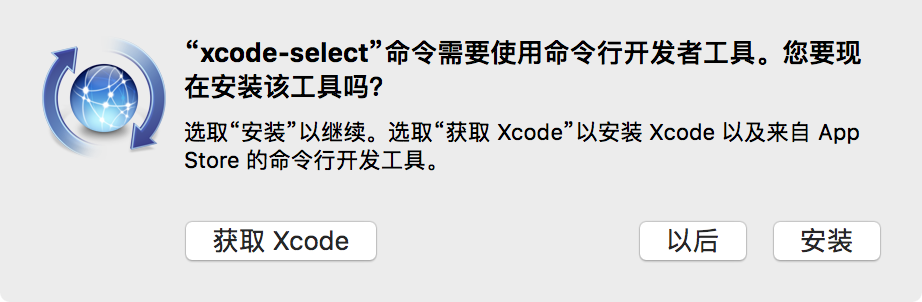 “xcode-select”命令需要使用命令行开发者工具。您要现
在安装该工具吗？
选取“安装”以继续。选取“获取 Xcode”以安装 Xcode 以及来自 App
Store 的命令行开发工具。
获取 Xcode
以后
安装